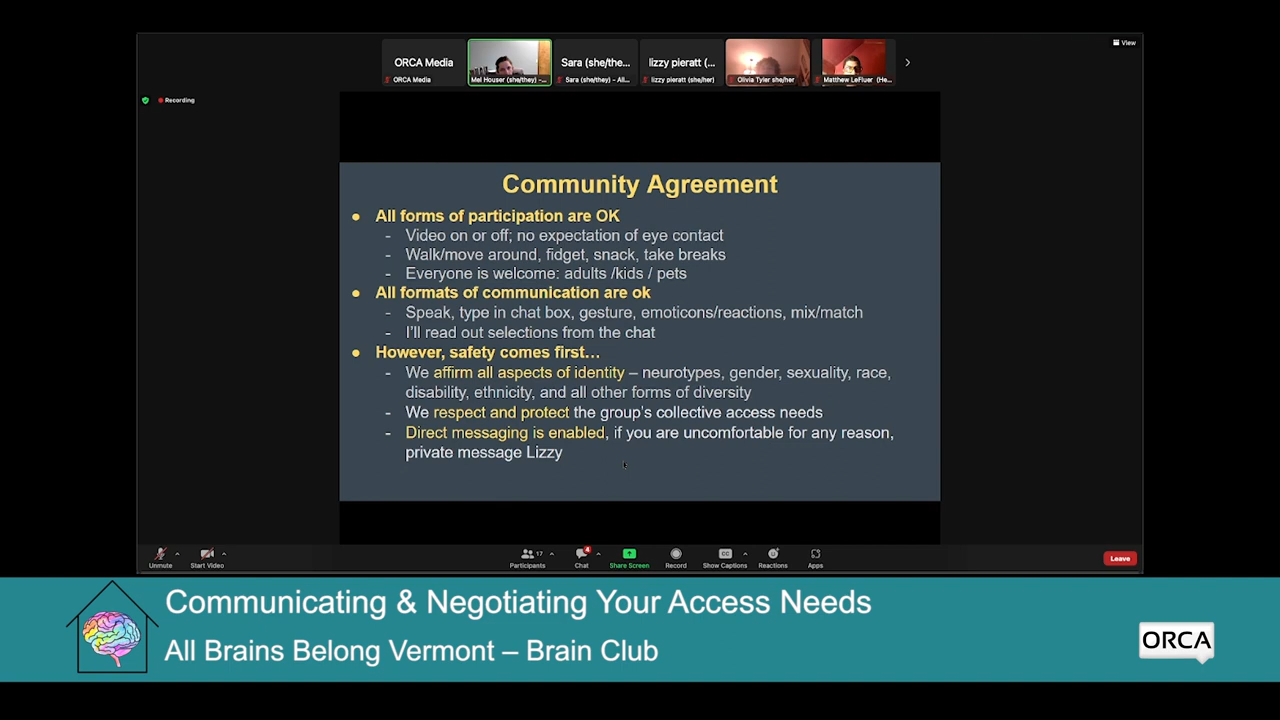 View
ORCA Media
Sara (she/the...
lizzy pieratt (...
ORCA Media
Mel Houser (she/they) -...
Sara (she/they) - All...
lizzy pieratt (she/her)
Olivia Tyler she/her
Matthew LeFluer (He...
Recording
Community Agreement
● All forms of participation are OK
- Video on or off; no expectation of eye contact
- Walk/move around, fidget, snack, take breaks
- Everyone is welcome: adults /kids / pets
● All formats of communication are ok
- Speak, type in chat box, gesture, emoticons/reactions, mix/match
- I'll read out selections from the chat
● However, safety comes first…
- We affirm all aspects of identity – neurotypes, gender, sexuality, race,
disability, ethnicity, and all other forms of diversity
- We respect and protect the group's collective access needs
- Direct messaging is enabled, if you are uncomfortable for any reason,
private message Lizzy
17
4
CC
Unmute
Start Video
Participants
Chat
Share Screen
Record
Show Captions
Reactions
Apps
Leave
Communicating & Negotiating Your Access Needs
All Brains Belong Vermont – Brain Club
ORCA